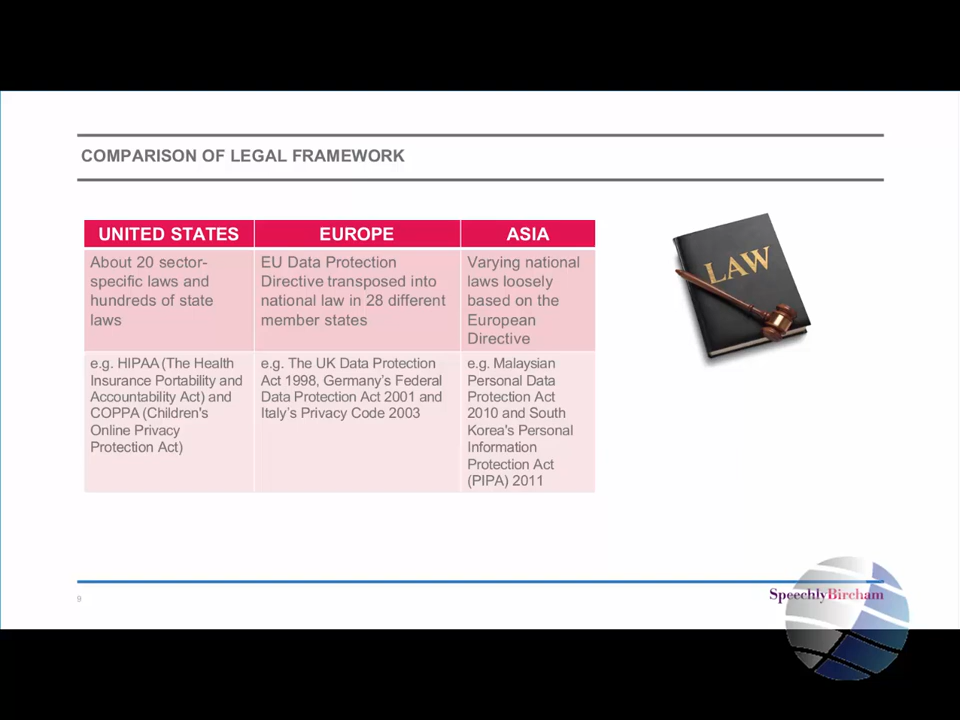 COMPARISON OF LEGAL FRAMEWORK
UNITED STATES
EUROPE
ASIA
About 20 sector-
specific laws and
hundreds of state
laws
EU Data Protection
Directive transposed into
national law in 28 different
member states
Varying national
laws loosely
based on the
European
Directive
e.g. HIPAA (The Health
Insurance Portability and
Accountability Act) and
COPPA (Children's
Online Privacy
Protection Act)
e.g. The UK Data Protection
Act 1998, Germany’s Federal
Data Protection Act 2001 and
Italy’s Privacy Code 2003
e.g. Malaysian
Personal Data
Protection Act
2010 and South
Korea's Personal
Information
Protection Act
(PIPA) 2011
LAW
9
SpeechlyBircham